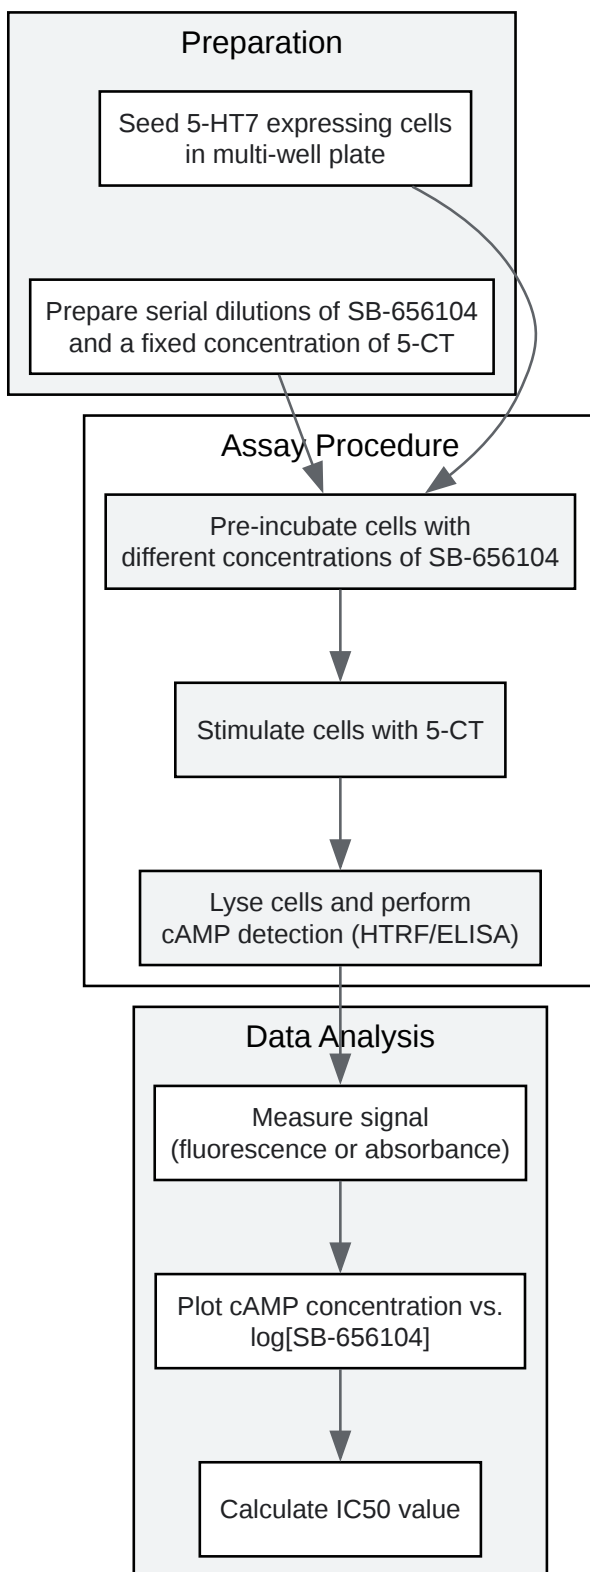 Preparation
Seed 5-HT7 expressing cells
in multi-well plate
Prepare serial dilutions of SB-656104
and a fixed concentration of 5-CT
Assay Procedure
Pre-incubate cells with
different concentrations of SB-656104
Stimulate cells with 5-CT
Lyse cells and perform
cAMP detection (HTRF/ELISA)
Data Analysis
Measure signal
(fluorescence or absorbance)
Plot cAMP concentration vs.
log[SB-656104]
Calculate IC50 value